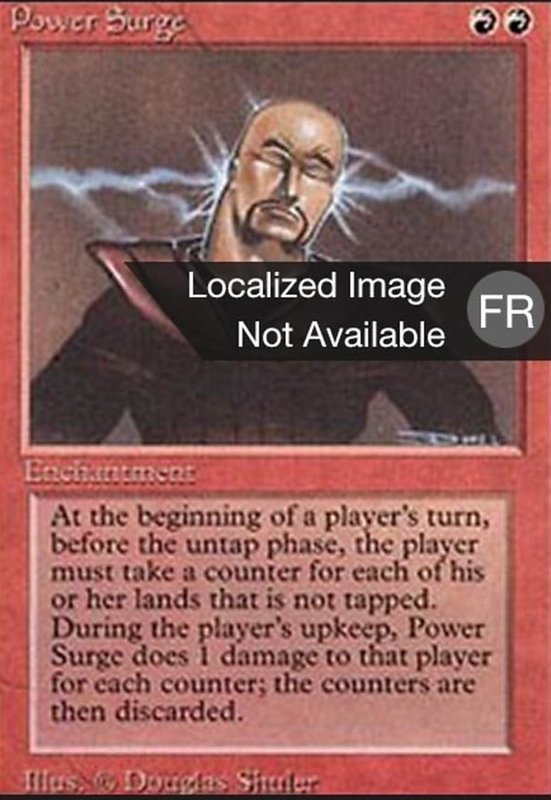 Power Surge
Localized Image
Not Available
FR
Enchantment
At the beginning of a player's turn,
before the untap phase, the player
must take a counter for each of his
or her lands that is not tapped.
During the player's upkeep, Power
Surge does 1 damage to that player
for each counter; the counters are
then discarded.
Illus. © Douglas Shuler